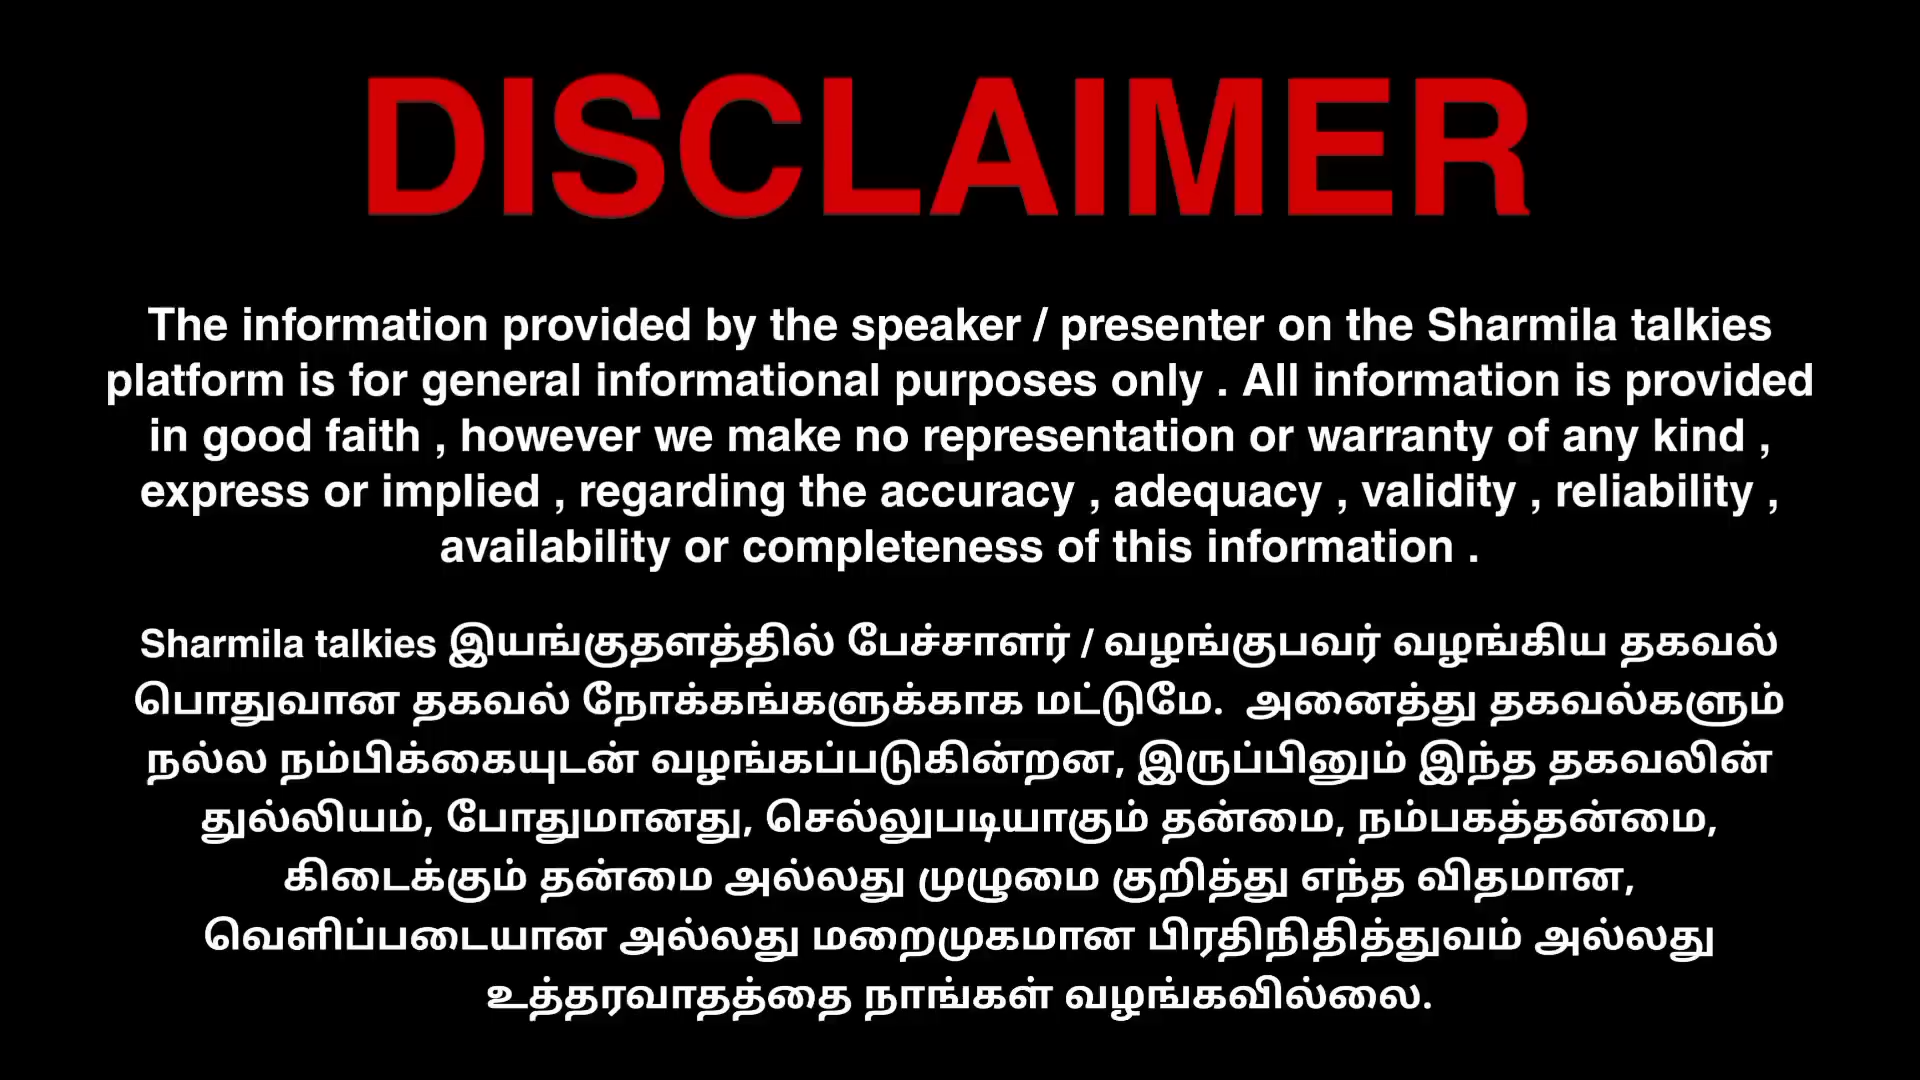 DISCLAIMER
The information provided by the speaker / presenter on the Sharmila talkies
platform is for general informational purposes only . All information is provided
in good faith , however we make no representation or warranty of any kind ,
express or implied , regarding the accuracy , adequacy , validity , reliability ,
availability or completeness of this information .
Sharmila talkies இயங்குதளத்தில் பேச்சாளர் / வழங்குபவர் வழங்கிய தகவல்
பொதுவான தகவல் நோக்கங்களுக்காக மட்டுமே.  அனைத்து தகவல்களும்
நல்ல நம்பிக்கையுடன் வழங்கப்படுகின்றன, இருப்பினும் இந்த தகவலின்
துல்லியம், போதுமானது, செல்லுபடியாகும் தன்மை, நம்பகத்தன்மை,
கிடைக்கும் தன்மை அல்லது முழுமை குறித்து எந்த விதமான,
வெளிப்படையான அல்லது மறைமுகமான பிரதிநிதித்துவம் அல்லது
உத்தரவாதத்தை நாங்கள் வழங்கவில்லை.